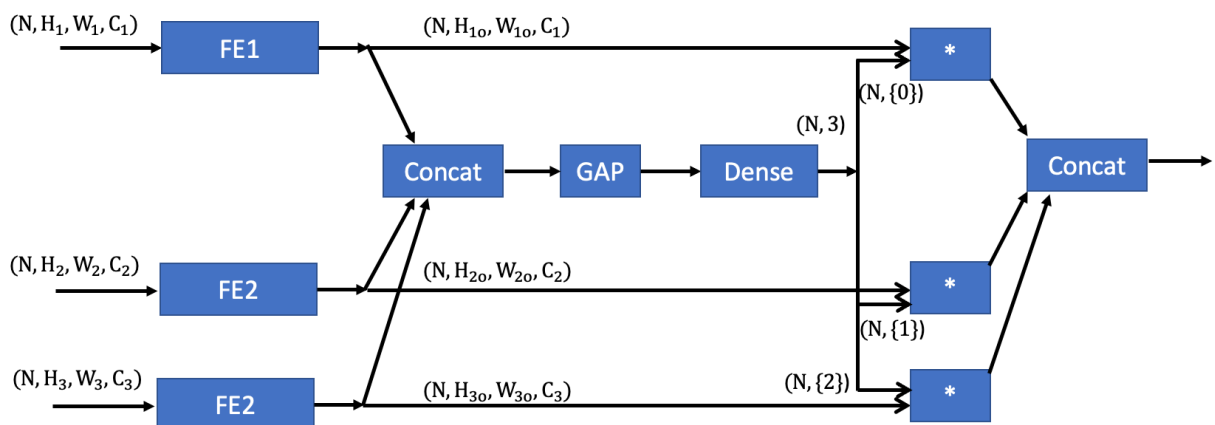 (N, H₁, W₁, C₁)
FE1
(N, H₁ₒ, W₁ₒ, C₁)
*
(N, {0})
(N, 3)
Concat
GAP
Dense
Concat
(N, H₂, W₂, C₂)
FE2
(N, H₂ₒ, W₂ₒ, C₂)
*
(N, {1})
(N, H₃, W₃, C₃)
FE2
(N, H₃ₒ, W₃ₒ, C₃)
(N, {2})
*